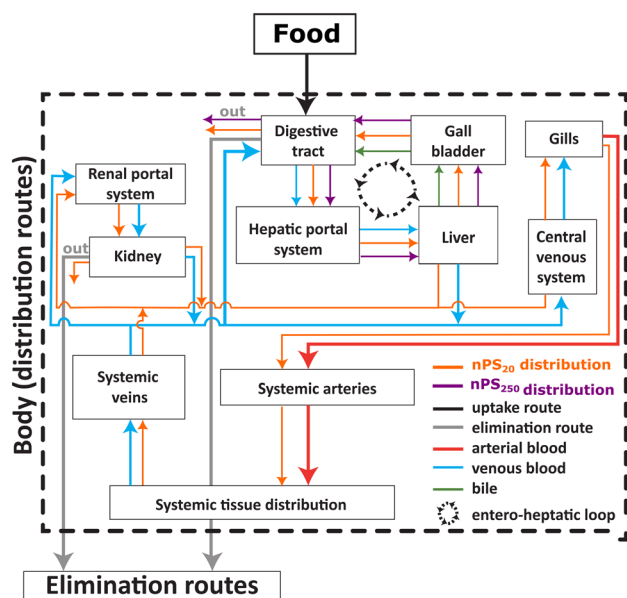 Food
out
Digestive
tract
Gall
bladder
Gills
Renal portal
system
Hepatic portal
system
Liver
Central
venous
system
out
Kidney
Body (distribution routes)
Systemic
veins
Systemic arteries
Systemic tissue distribution
nPS20 distribution
nPS250 distribution
uptake route
elimination route
arterial blood
venous blood
bile
entero-heptatic loop
Elimination routes